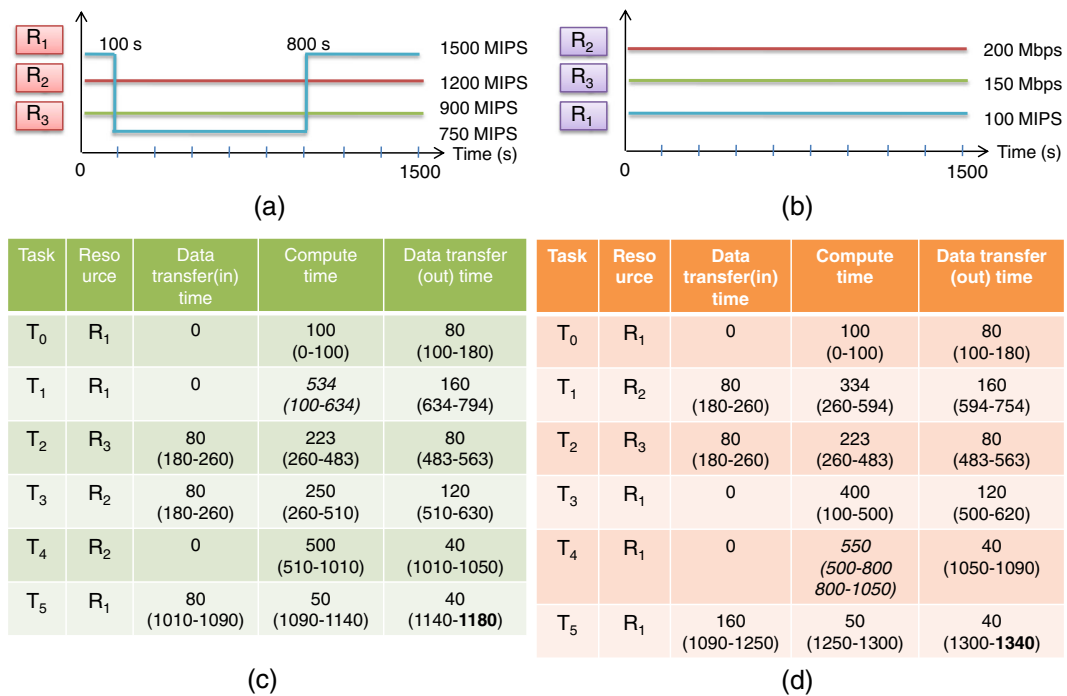 R1
R2
R3
100 s
800 s
1500 MIPS
1200 MIPS
900 MIPS
750 MIPS
Time (s)
0
1500
(a)
R2
R3
R1
200 Mbps
150 Mbps
100 MIPS
Time (s)
0
1500
(b)
Task Reso urce Data transfer(in) time Compute time Data transfer (out) time
T0 R1 0 100 (0-100) 80 (100-180)
T1 R1 0 534 (100-634) 160 (634-794)
T2 R3 80 (180-260) 223 (260-483) 80 (483-563)
T3 R2 80 (180-260) 250 (260-510) 120 (510-630)
T4 R2 0 500 (510-1010) 40 (1010-1050)
T5 R1 80 (1010-1090) 50 (1090-1140) 40 (1140-1180)
(c)
Task Reso urce Data transfer(in) time Compute time Data transfer (out) time
T0 R1 0 100 (0-100) 80 (100-180)
T1 R2 80 (180-260) 334 (260-594) 160 (594-754)
T2 R3 80 (180-260) 223 (260-483) 80 (483-563)
T3 R1 0 400 (100-500) 120 (500-620)
T4 R1 0 550 (500-800 800-1050) 40 (1050-1090)
T5 R1 160 (1090-1250) 50 (1250-1300) 40 (1300-1340)
(d)